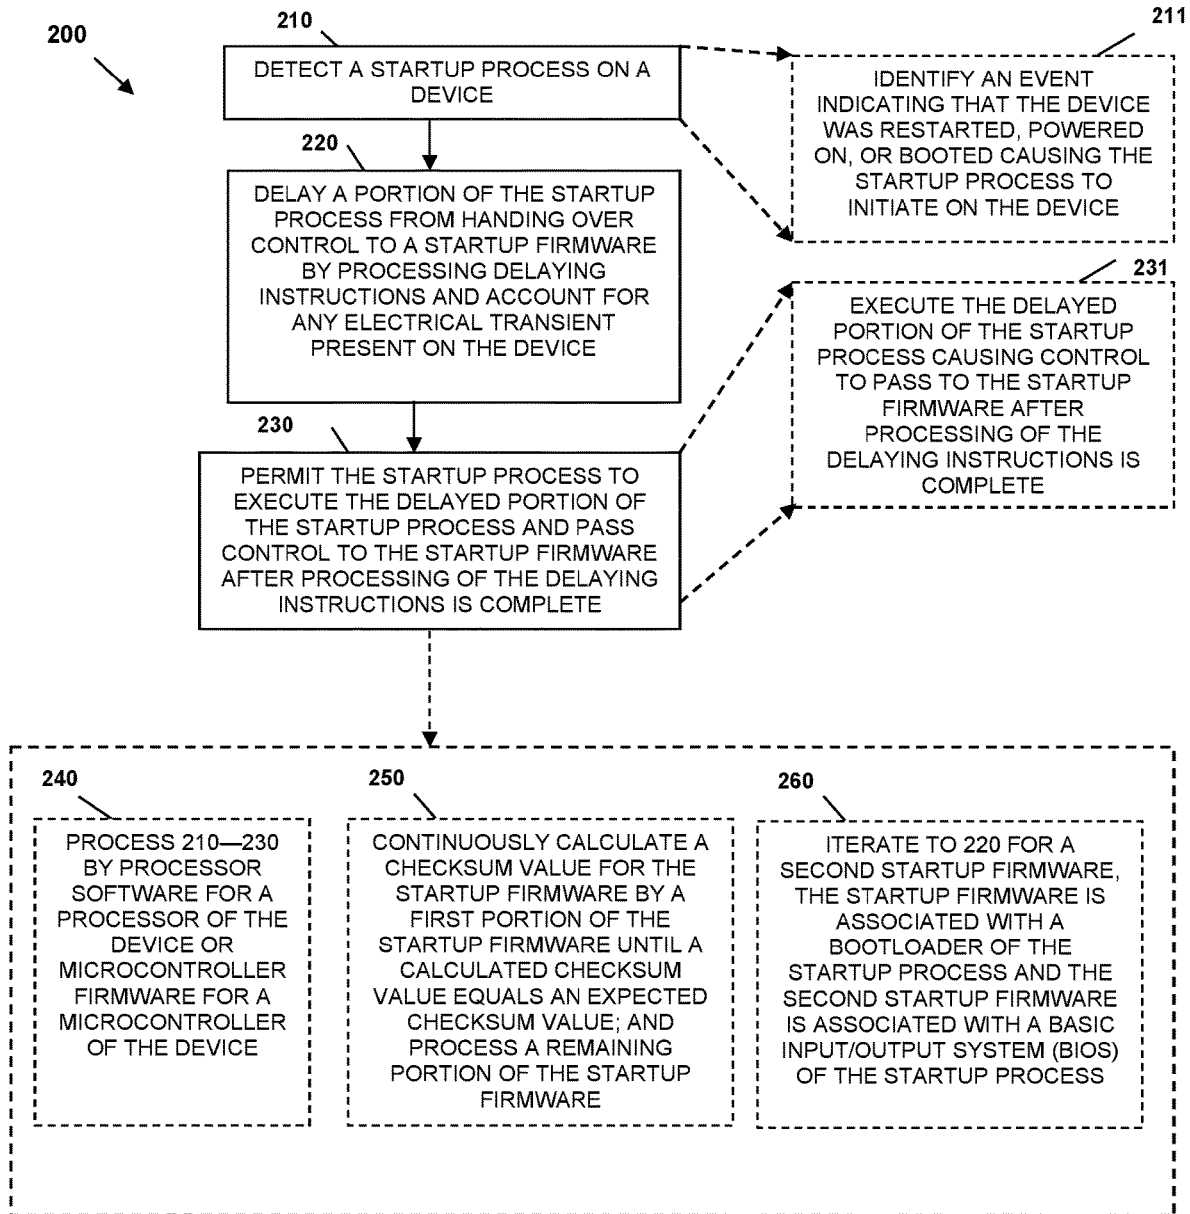 200
210
DETECT A STARTUP PROCESS ON A
DEVICE
211
IDENTIFY AN EVENT
INDICATING THAT THE DEVICE
WAS RESTARTED, POWERED
ON, OR BOOTED CAUSING THE
STARTUP PROCESS TO
INITIATE ON THE DEVICE
220
DELAY A PORTION OF THE STARTUP
PROCESS FROM HANDING OVER
CONTROL TO A STARTUP FIRMWARE
BY PROCESSING DELAYING
INSTRUCTIONS AND ACCOUNT FOR
ANY ELECTRICAL TRANSIENT
PRESENT ON THE DEVICE
231
EXECUTE THE DELAYED
PORTION OF THE STARTUP
PROCESS CAUSING CONTROL
TO PASS TO THE STARTUP
FIRMWARE AFTER
PROCESSING OF THE
DELAYING INSTRUCTIONS IS
COMPLETE
230
PERMIT THE STARTUP PROCESS TO
EXECUTE THE DELAYED PORTION OF
THE STARTUP PROCESS AND PASS
CONTROL TO THE STARTUP FIRMWARE
AFTER PROCESSING OF THE DELAYING
INSTRUCTIONS IS COMPLETE
240
PROCESS 210—230
BY PROCESSOR
SOFTWARE FOR A
PROCESSOR OF THE
DEVICE OR
MICROCONTROLLER
FIRMWARE FOR A
MICROCONTROLLER
OF THE DEVICE
250
CONTINUOUSLY CALCULATE A
CHECKSUM VALUE FOR THE
STARTUP FIRMWARE BY A
FIRST PORTION OF THE
STARTUP FIRMWARE UNTIL A
CALCULATED CHECKSUM
VALUE EQUALS AN EXPECTED
CHECKSUM VALUE; AND
PROCESS A REMAINING
PORTION OF THE STARTUP
FIRMWARE
260
ITERATE TO 220 FOR A
SECOND STARTUP FIRMWARE,
THE STARTUP FIRMWARE IS
ASSOCIATED WITH A
BOOTLOADER OF THE
STARTUP PROCESS AND THE
SECOND STARTUP FIRMWARE
IS ASSOCIATED WITH A BASIC
INPUT/OUTPUT SYSTEM (BIOS)
OF THE STARTUP PROCESS